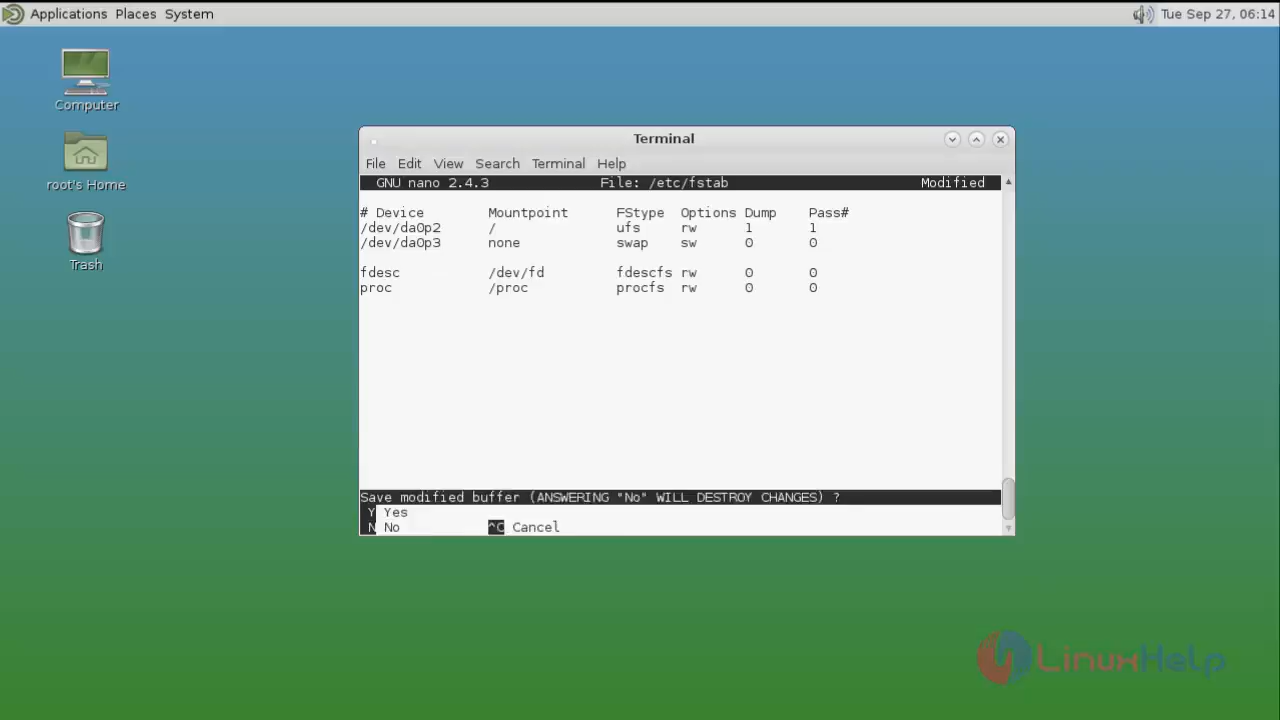 Applications Places System
Tue Sep 27, 06:14
Computer
root's Home
Trash
Terminal
File Edit View Search Terminal Help
GNU nano 2.4.3 File: /etc/fstab Modified
# Device Mountpoint FStype Options Dump Pass#
/dev/da0p2 / ufs rw 1 1
/dev/da0p3 none swap sw 0 0
fdesc /dev/fd fdescfs rw 0 0
proc /proc procfs rw 0 0
Save modified buffer (ANSWERING "No" WILL DESTROY CHANGES) ?
Y Yes
N No ^C Cancel
LinuxHelp